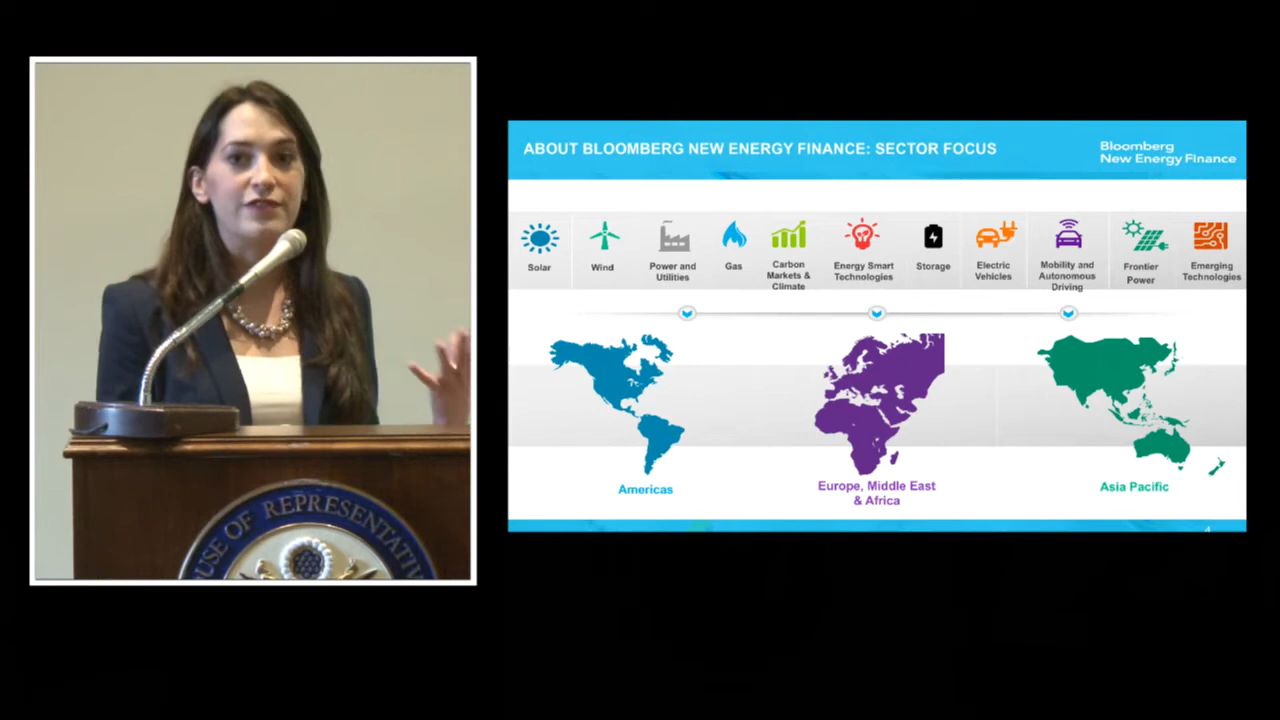 ABOUT BLOOMBERG NEW ENERGY FINANCE: SECTOR FOCUS
Bloomberg
New Energy Finance
Solar
Wind
Power and
Utilities
Gas
Carbon
Markets &
Climate
Energy Smart
Technologies
Storage
Electric
Vehicles
Mobility and
Autonomous
Driving
Frontier
Power
Emerging
Technologies
Americas
Europe, Middle East
& Africa
Asia Pacific
4
USE OF REPRESENTATIV